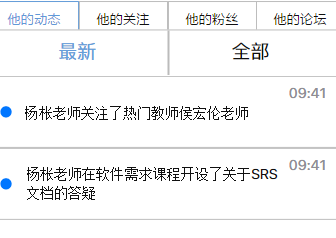 他的动态 他的关注 他的粉丝 他的论坛
最新 全部
09:41
杨枨老师关注了热门教师侯宏伦老师
09:41
杨枨老师在软件需求课程开设了关于SRS
文档的答疑